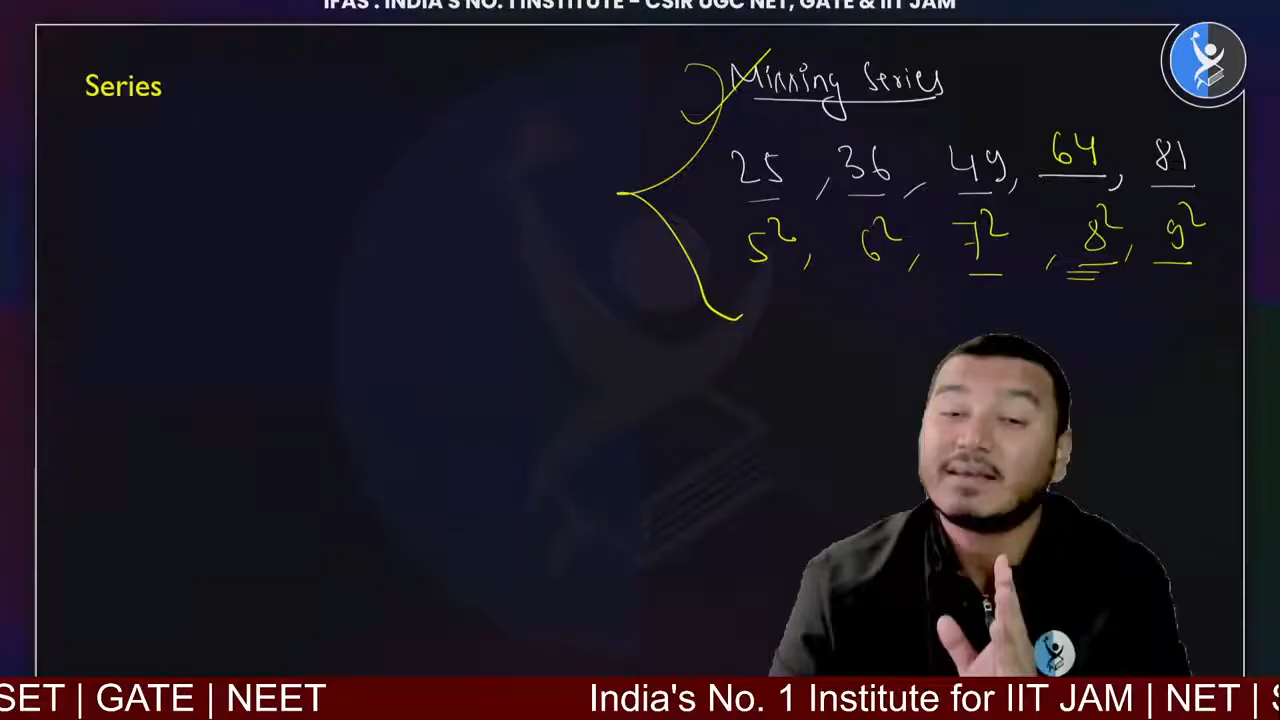 IFAS : INDIA'S NO. 1 INSTITUTE - CSIR UGC NET, GATE & IIT JAM
Series
Missing Series
25, 36, 49, 64, 81
5², 6², 7², 8², 9²
SET | GATE | NEET India's No. 1 Institute for IIT JAM | NET | S